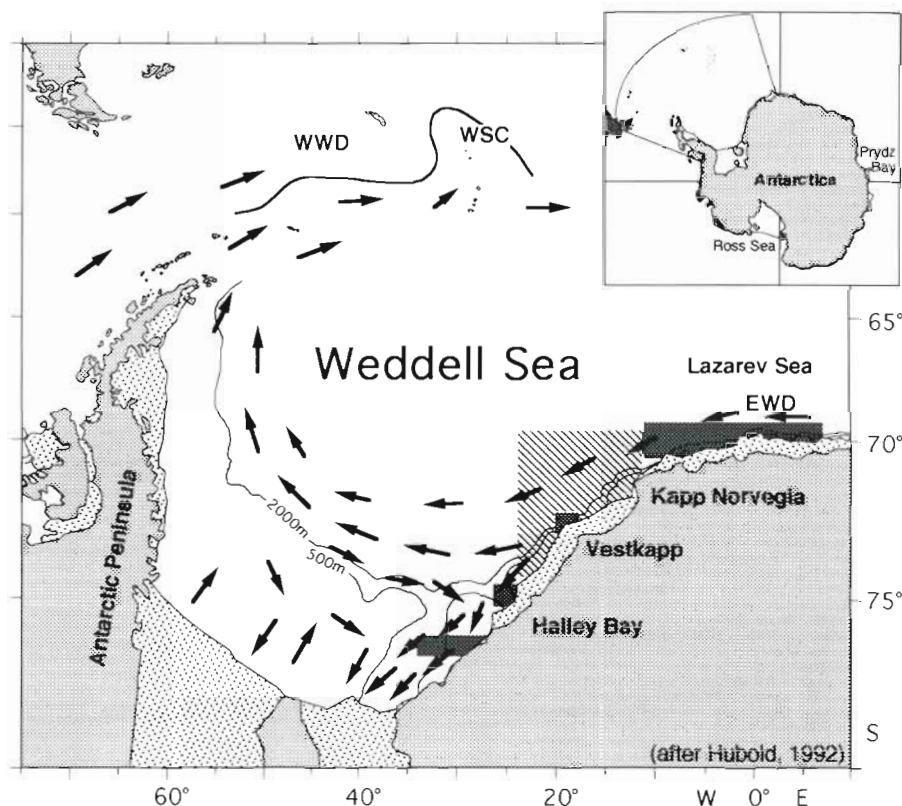 WWD
WSC
Prydz
Bay
Antarctica
Ross Sea
65°
Weddell Sea
Lazarev Sea
EWD
70°
Kapp Norvegia
2000m
Vestkapp
500m
Antarctic Peninsula
75°
Halley Bay
S
(after Hubold, 1992)
60°
40°
20°
W 0° E